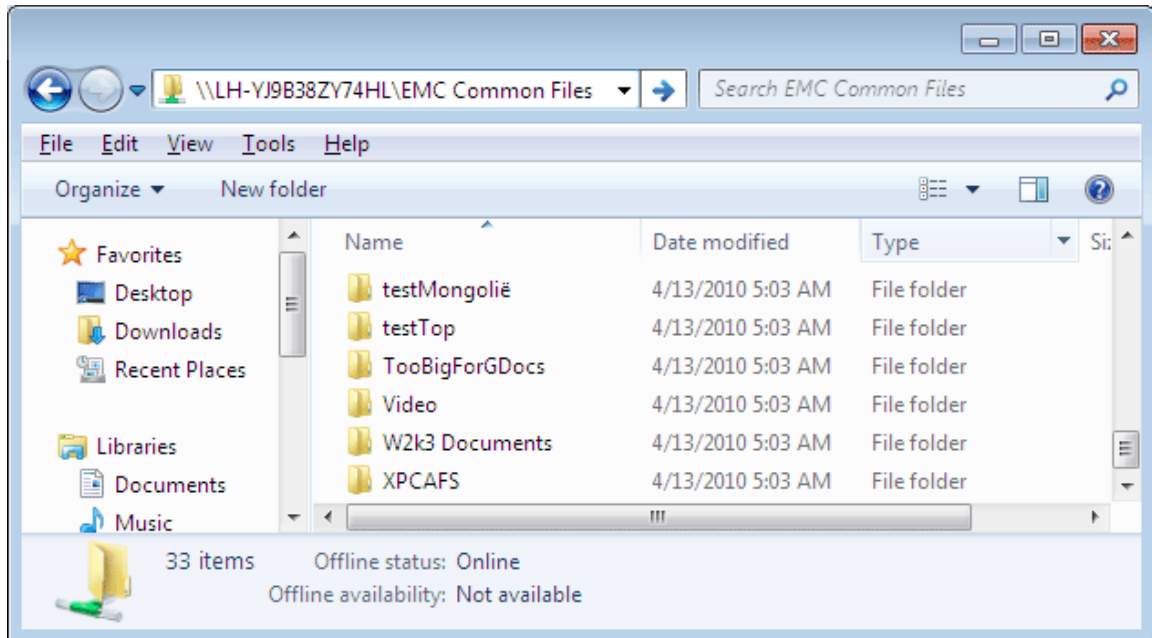 \\LH-YJ9B38ZY74HL\EMC Common Files Search EMC Common Files
File Edit View Tools Help
Organize New folder
Favorites
Desktop
Downloads
Recent Places
Libraries
Documents
Music
Name Date modified Type Si
testMongolië 4/13/2010 5:03 AM File folder
testTop 4/13/2010 5:03 AM File folder
TooBigForGDocs 4/13/2010 5:03 AM File folder
Video 4/13/2010 5:03 AM File folder
W2k3 Documents 4/13/2010 5:03 AM File folder
XPCAFS 4/13/2010 5:03 AM File folder
33 items Offline status: Online
Offline availability: Not available